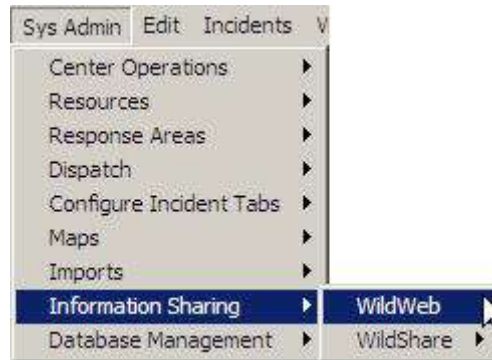 Sys Admin Edit Incidents V
Center Operations
Resources
Response Areas
Dispatch
Configure Incident Tabs
Maps
Imports
Information Sharing WildWeb
Database Management WildShare